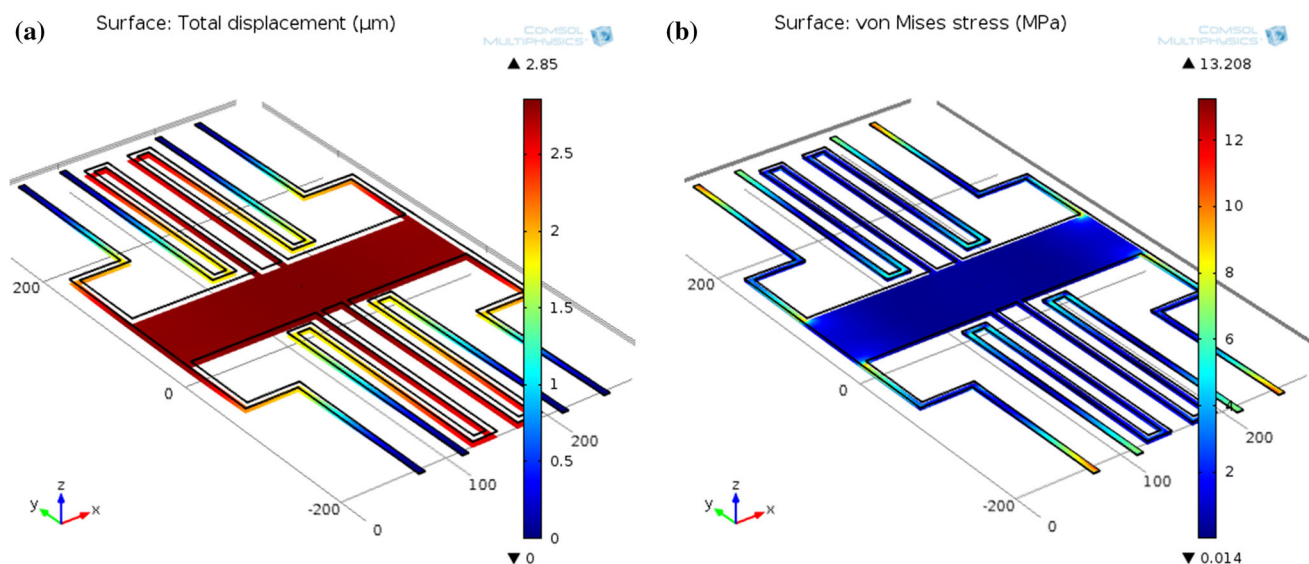 (a)
Surface: Total displacement (µm)
COMSOL
MULTIPHYSICS
▲ 2.85
2.5
2
1.5
1
0.5
0
▼ 0
200
0
-200
200
100
0
z
y
x
(b)
Surface: von Mises stress (MPa)
COMSOL
MULTIPHYSICS
▲ 13.208
12
10
8
6
4
2
▼ 0.014
200
0
-200
200
100
0
z
y
x